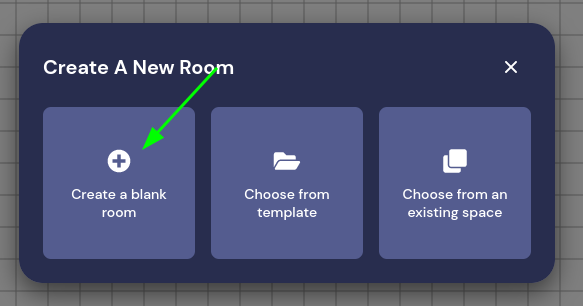 Create A New Room
Create a blank
room
Choose from
template
Choose from an
existing space